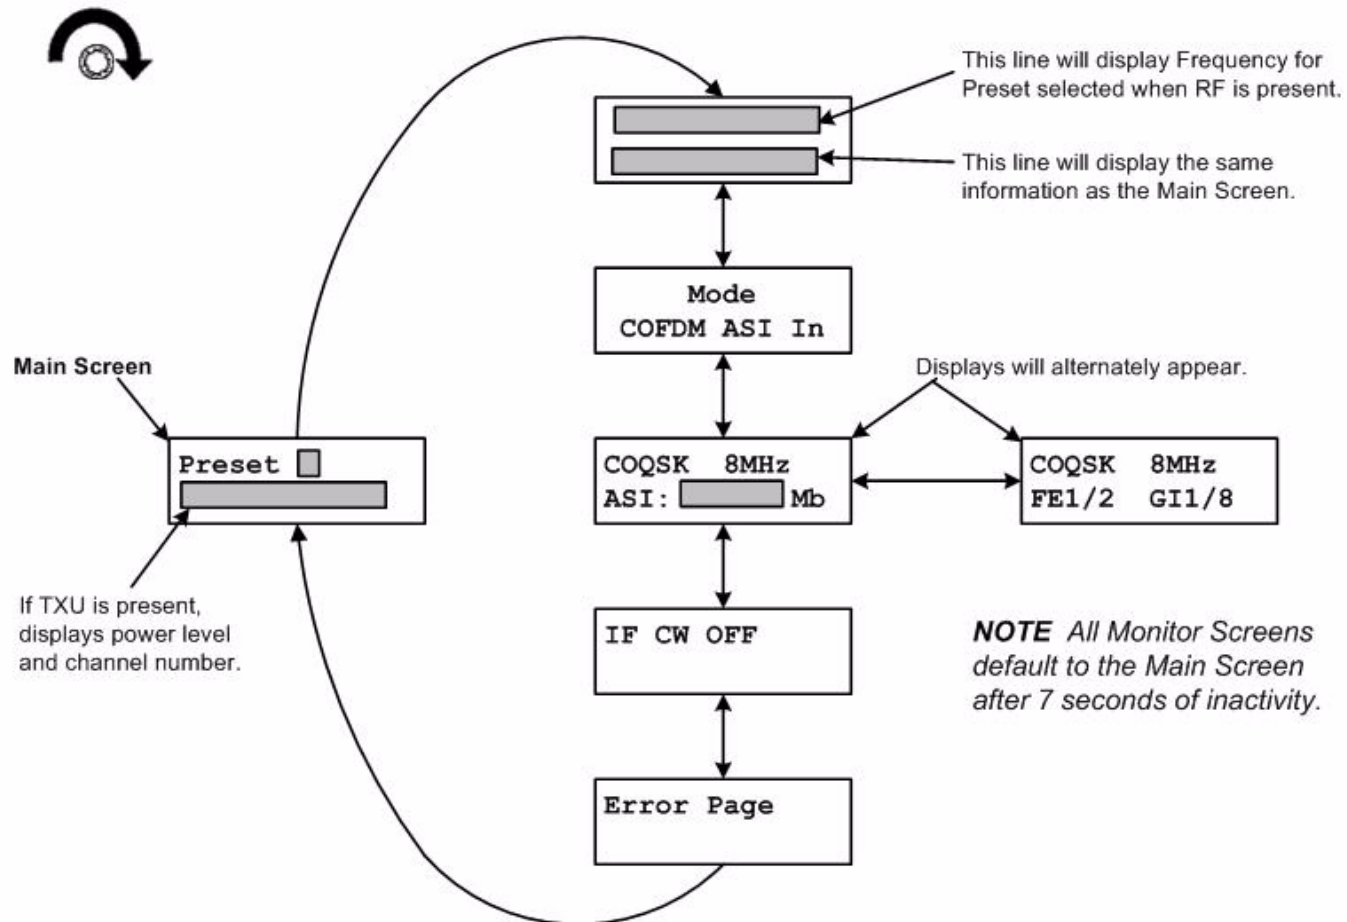 This line will display Frequency for
Preset selected when RF is present.
This line will display the same
information as the Main Screen.
Mode
COFDM ASI In
Main Screen
Displays will alternately appear.
Preset
COQSK 8MHz
ASI: Mb
COQSK 8MHz
FE1/2 GI1/8
If TXU is present,
displays power level
and channel number.
IF CW OFF
NOTE All Monitor Screens
default to the Main Screen
after 7 seconds of inactivity.
Error Page